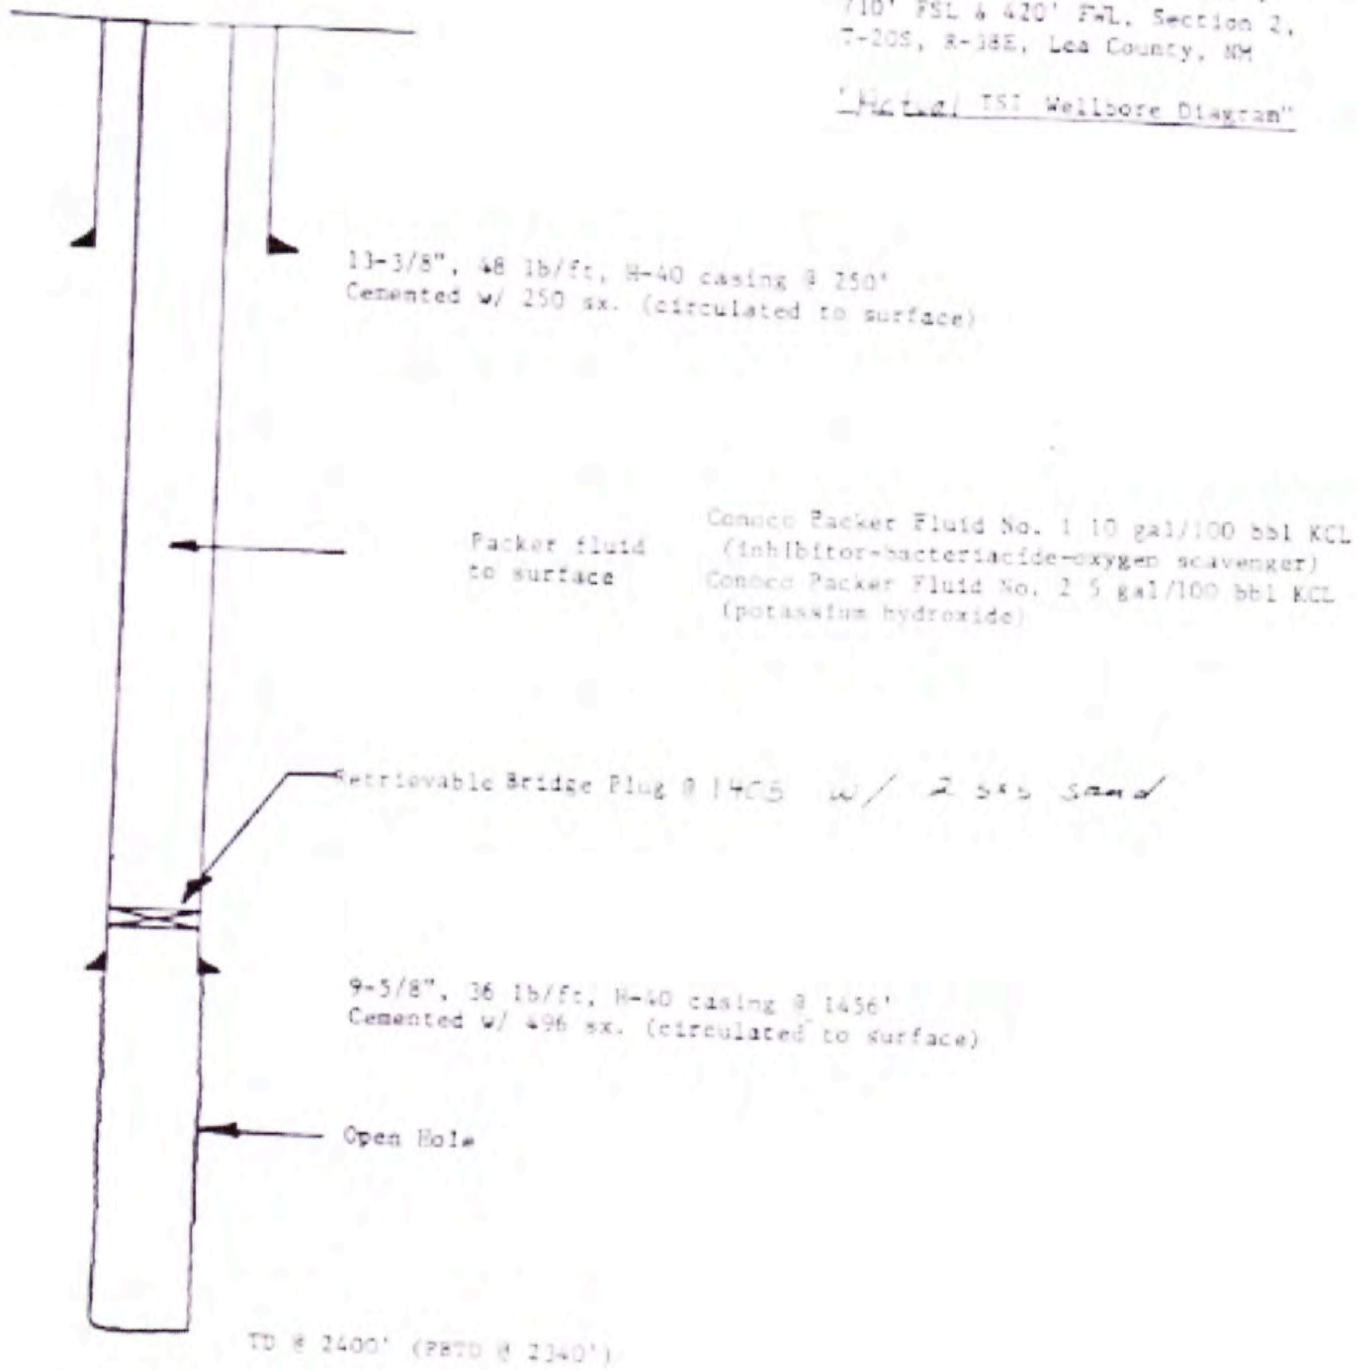 710' FSL & 420' FWL, Section 2,
T-20S, R-38E, Lea County, NM
"Actual TSI Wellbore Diagram"
13-3/8", 48 lb/ft, H-40 casing @ 250'
Cemented w/ 250 sx. (circulated to surface)
Packer fluid
to surface
Conoco Packer Fluid No. 1 10 gal/100 bbl KCL
(inhibitor-bacteriacide-oxygen scavenger)
Conoco Packer Fluid No. 2 5 gal/100 bbl KCL
(potassium hydroxide)
Retrievable Bridge Plug @ 1405 w/ 2 sxs sand
9-5/8", 36 lb/ft, H-40 casing @ 1456'
Cemented w/ 496 sx. (circulated to surface)
Open Hole
TD @ 2400' (PBTD @ 2340')